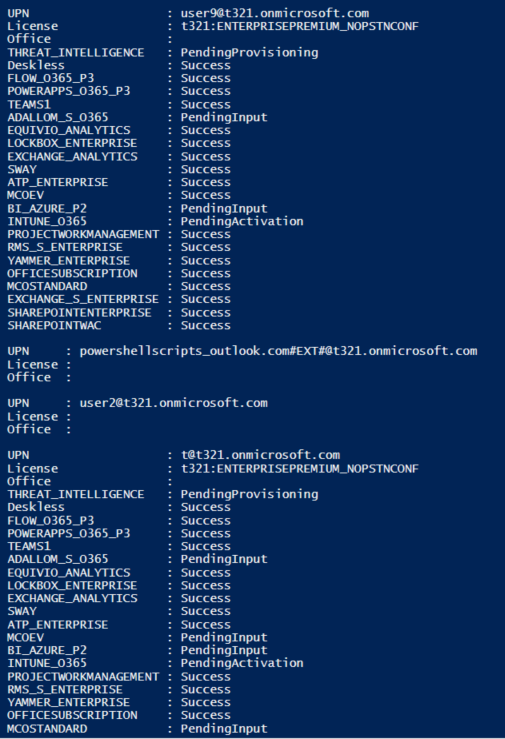 UPN : user9@t321.onmicrosoft.com
License : t321:ENTERPRISEPREMIUM_NOPSTNCONF
Office :
THREAT_INTELLIGENCE : PendingProvisioning
Deskless : Success
FLOW_O365_P3 : Success
POWERAPPS_O365_P3 : Success
TEAMS1 : Success
ADALLOM_S_O365 : PendingInput
EQUIVIO_ANALYTICS : Success
LOCKBOX_ENTERPRISE : Success
EXCHANGE_ANALYTICS : Success
SWAY : Success
ATP_ENTERPRISE : Success
MCOEV : Success
BI_AZURE_P2 : PendingInput
INTUNE_O365 : PendingActivation
PROJECTWORKMANAGEMENT : Success
RMS_S_ENTERPRISE : Success
YAMMER_ENTERPRISE : Success
OFFICESUBSCRIPTION : Success
MCOSTANDARD : Success
EXCHANGE_S_ENTERPRISE : Success
SHAREPOINTENTERPRISE : Success
SHAREPOINTWAC : Success
UPN : powershellscripts_outlook.com#EXT#@t321.onmicrosoft.com
License :
Office :
UPN : user2@t321.onmicrosoft.com
License :
Office :
UPN : t@t321.onmicrosoft.com
License : t321:ENTERPRISEPREMIUM_NOPSTNCONF
Office :
THREAT_INTELLIGENCE : PendingProvisioning
Deskless : Success
FLOW_O365_P3 : Success
POWERAPPS_O365_P3 : Success
TEAMS1 : Success
ADALLOM_S_O365 : PendingInput
EQUIVIO_ANALYTICS : Success
LOCKBOX_ENTERPRISE : Success
EXCHANGE_ANALYTICS : Success
SWAY : Success
ATP_ENTERPRISE : Success
MCOEV : PendingInput
BI_AZURE_P2 : PendingInput
INTUNE_O365 : PendingActivation
PROJECTWORKMANAGEMENT : Success
RMS_S_ENTERPRISE : Success
YAMMER_ENTERPRISE : Success
OFFICESUBSCRIPTION : Success
MCOSTANDARD : PendingInput